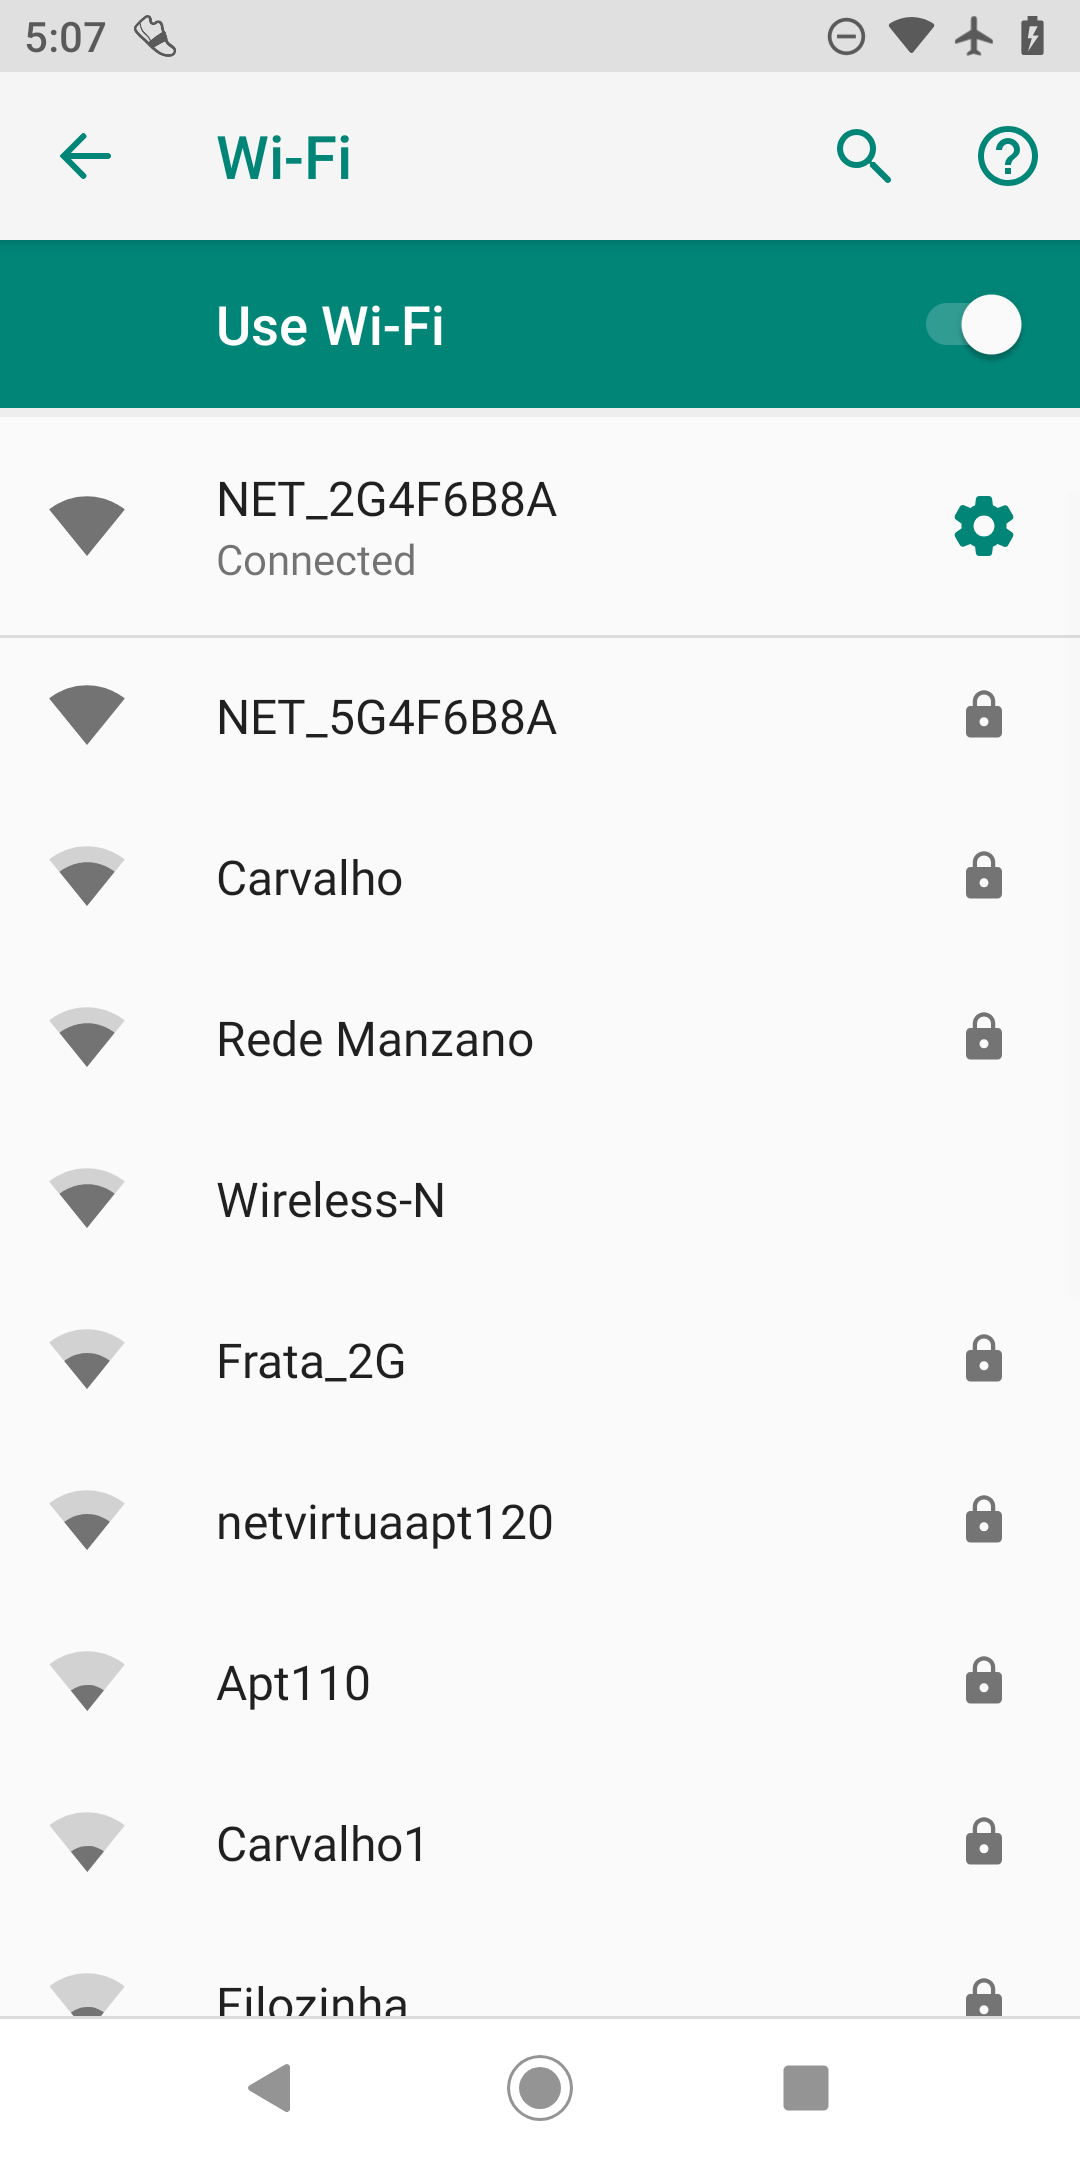 5:07
Wi-Fi
Use Wi-Fi
NET_2G4F6B8A
Connected
NET_5G4F6B8A
Carvalho
Rede Manzano
Wireless-N
Frata_2G
netvirtuaapt120
Apt110
Carvalho1
Filozinha